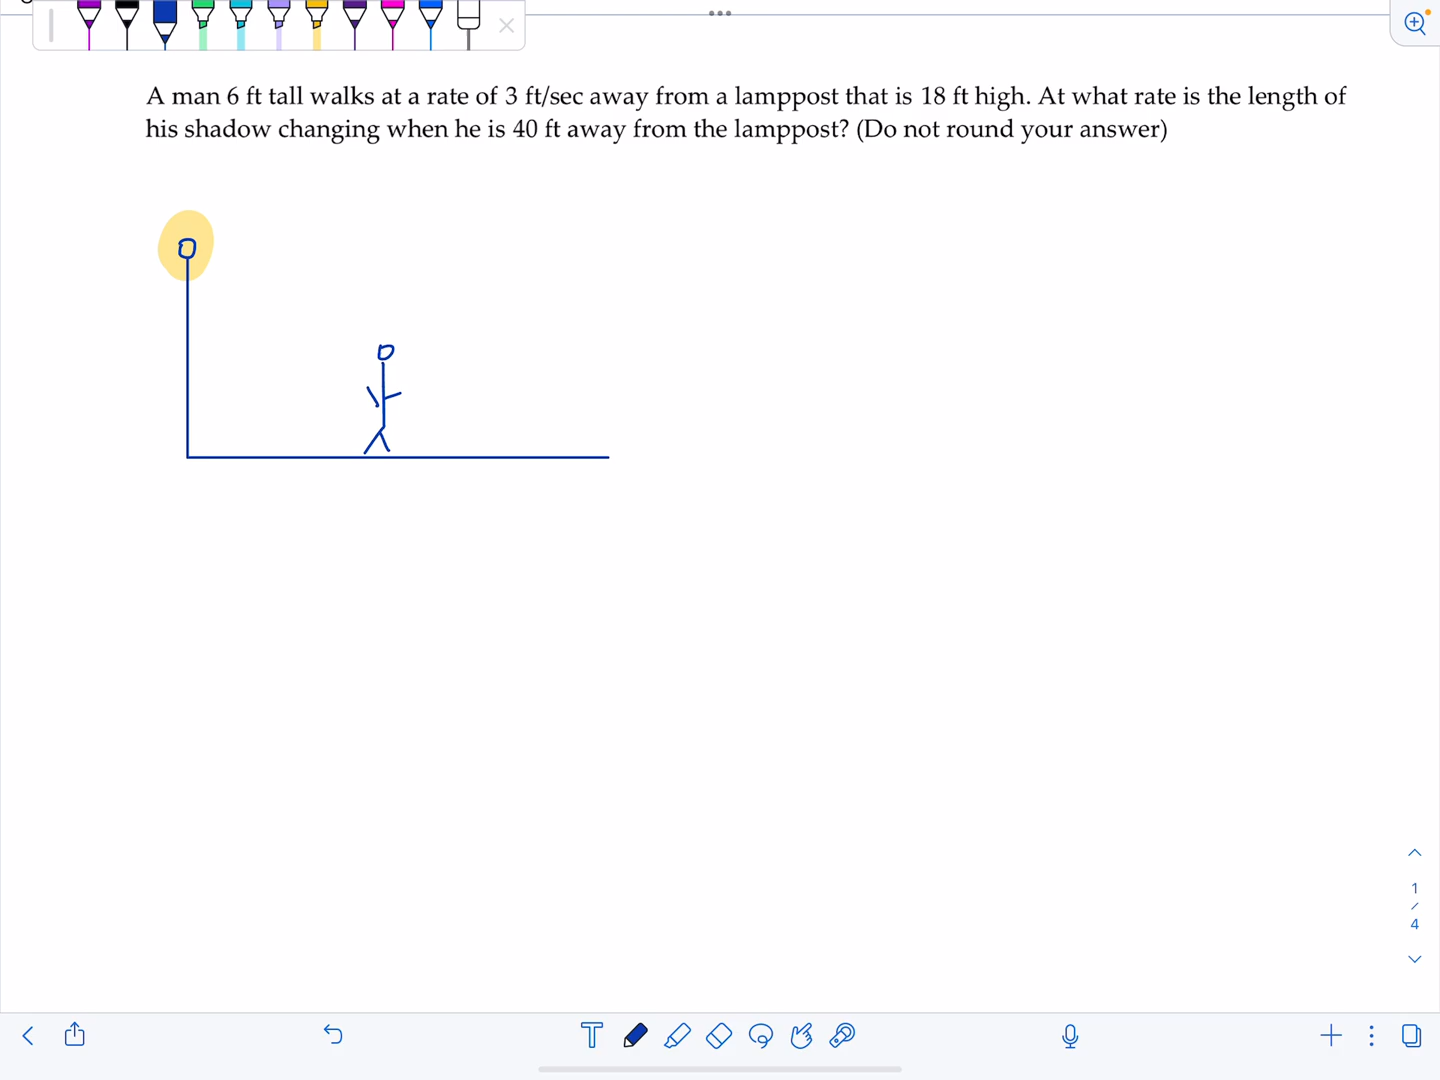 A man 6 ft tall walks at a rate of 3 ft/sec away from a lamppost that is 18 ft high. At what rate is the length of
his shadow changing when he is 40 ft away from the lamppost? (Do not round your answer)
1
/
4
T